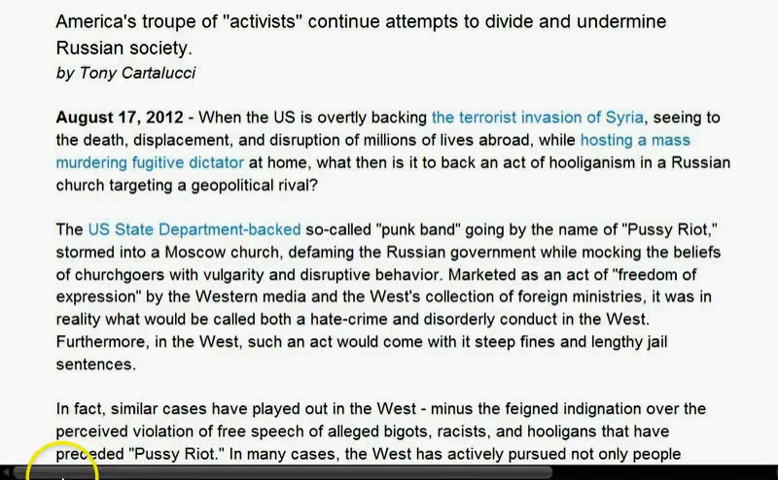 America's troupe of "activists" continue attempts to divide and undermine
Russian society.
by Tony Cartalucci
August 17, 2012 - When the US is overtly backing the terrorist invasion of Syria, seeing to
the death, displacement, and disruption of millions of lives abroad, while hosting a mass
murdering fugitive dictator at home, what then is it to back an act of hooliganism in a Russian
church targeting a geopolitical rival?
The US State Department-backed so-called "punk band" going by the name of "Pussy Riot,"
stormed into a Moscow church, defaming the Russian government while mocking the beliefs
of churchgoers with vulgarity and disruptive behavior. Marketed as an act of "freedom of
expression" by the Western media and the West's collection of foreign ministries, it was in
reality what would be called both a hate-crime and disorderly conduct in the West.
Furthermore, in the West, such an act would come with it steep fines and lengthy jail
sentences.
In fact, similar cases have played out in the West - minus the feigned indignation over the
perceived violation of free speech of alleged bigots, racists, and hooligans that have
preceded "Pussy Riot." In many cases, the West has actively pursued not only people